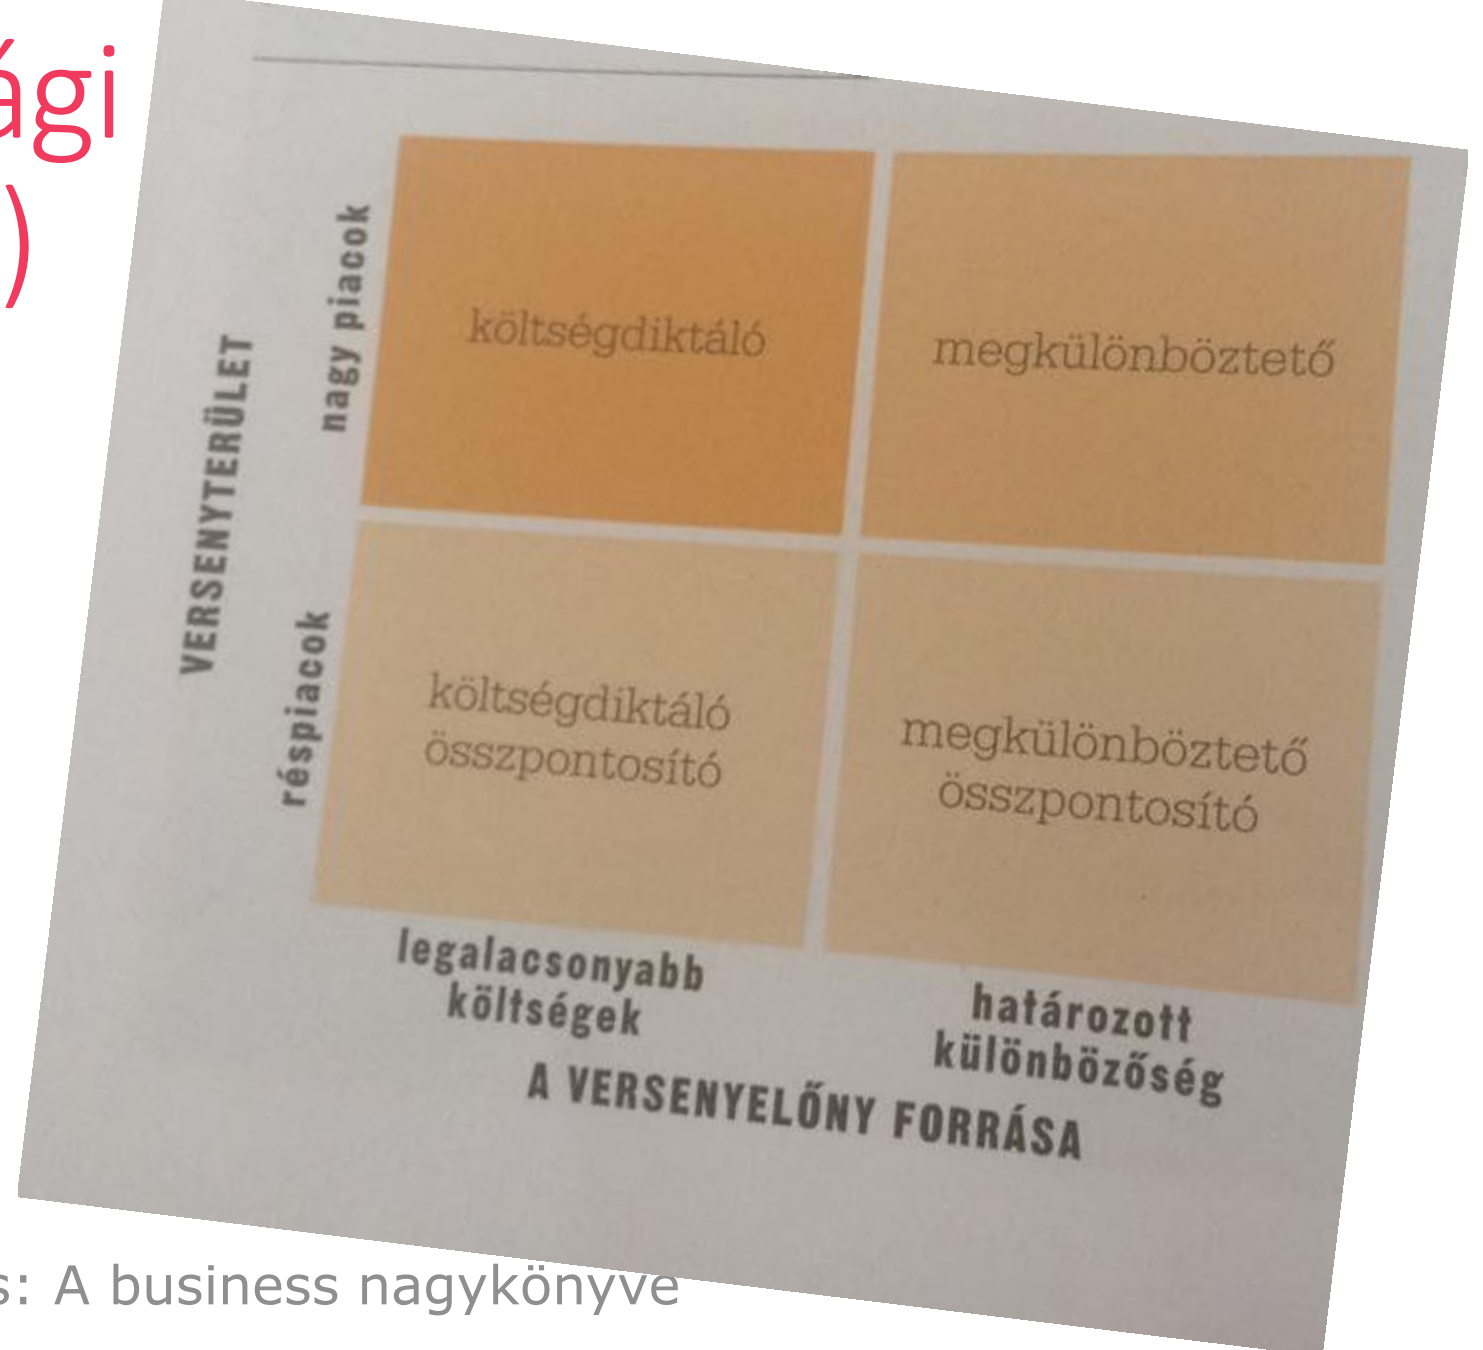 ági
)
nagy piacok
költségdiktáló
megkülönböztető
VERSENYTERÜLET
réspiacok
költségdiktáló
összpontosító
megkülönböztető
összpontosító
legalacsonyabb
költségek
határozott
különbözőség
A VERSENYELŐNY FORRÁSA
s: A business nagykönyve